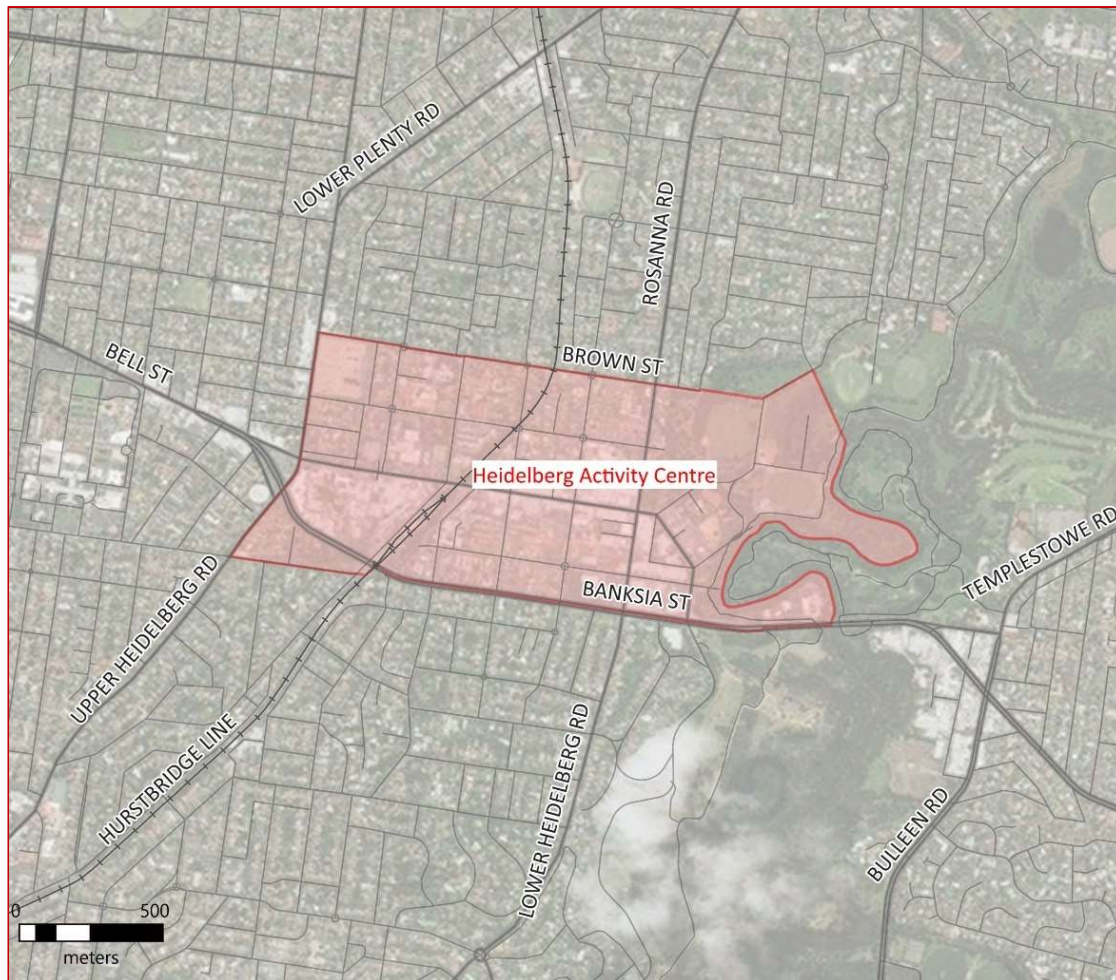 LOWER PLENTY RD
ROSANNA RD
BELL ST
BROWN ST
Heidelberg Activity Centre
BANKSIA ST
TEMPLESTOWE RD
UPPER HEIDELBERG RD
HURSTBRIDGE LINE
LOWER HEIDELBERG RD
BULLEEN RD
0 500
meters